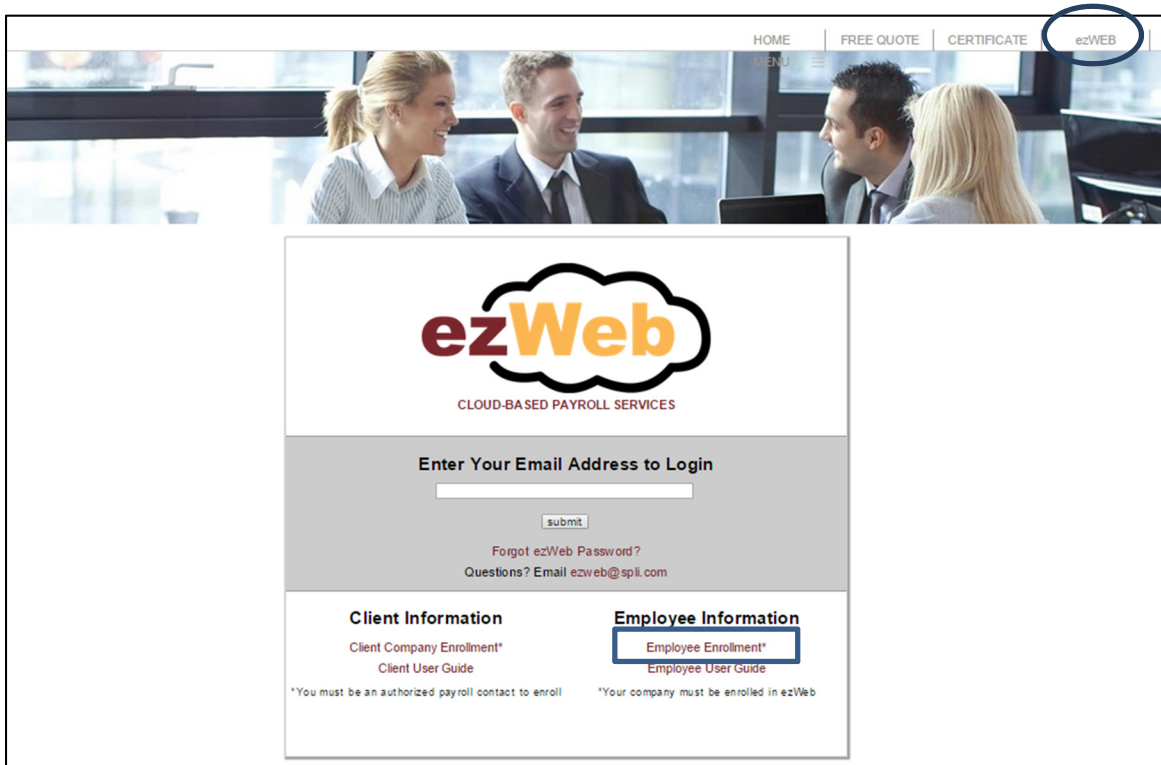 HOME FREE QUOTE CERTIFICATE ezWEB
MENU
ezWeb
CLOUD-BASED PAYROLL SERVICES
Enter Your Email Address to Login
submit
Forgot ezWeb Password?
Questions? Email ezweb@spli.com
Client Information
Client Company Enrollment*
Client User Guide
*You must be an authorized payroll contact to enroll
Employee Information
Employee Enrollment*
Employee User Guide
*Your company must be enrolled in ezWeb